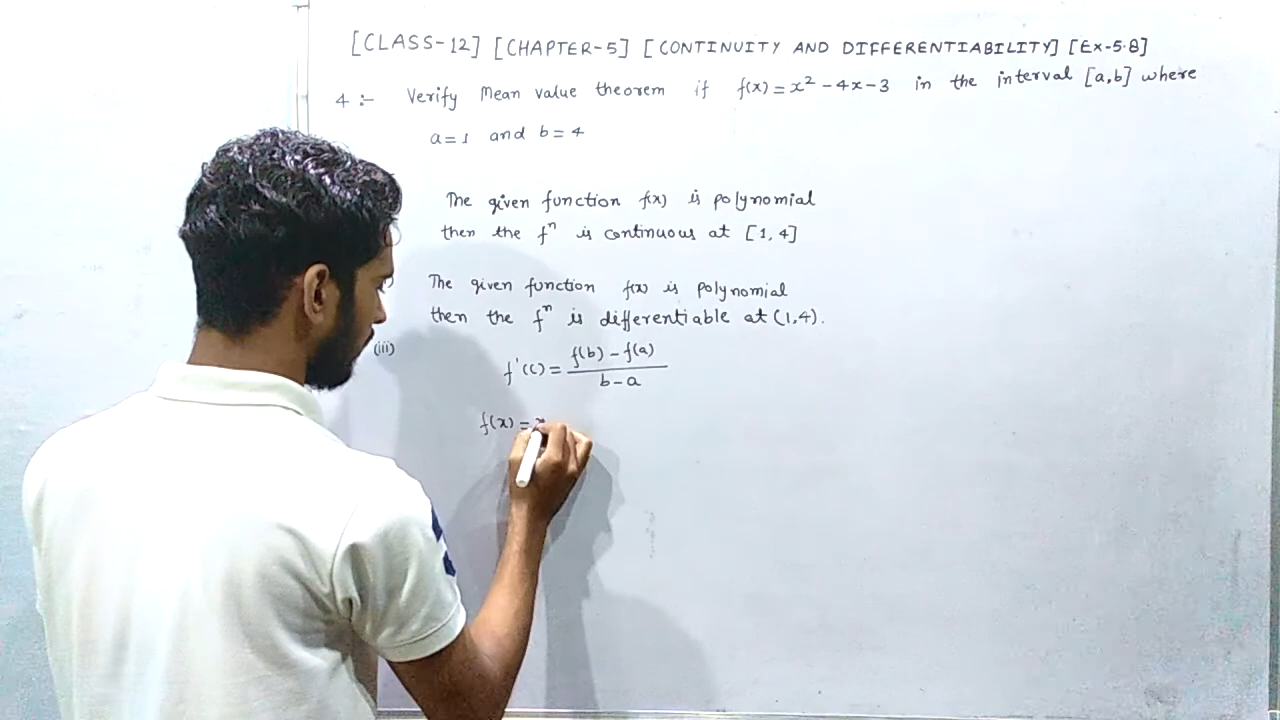 [CLASS-12] [CHAPTER-5] [CONTINUITY AND DIFFERENTIABILITY] [Ex-5.8]
4 :- Verify Mean value theorem if f(x) = x² - 4x - 3 in the interval [a,b] where
a = 1 and b = 4
The given function f(x) is polynomial
then the fⁿ is continuous at [1, 4]
The given function f(x) is polynomial
then the fⁿ is differentiable at (1,4).
(iii)
f'(c) = f(b) - f(a) / b - a
f(x) = x